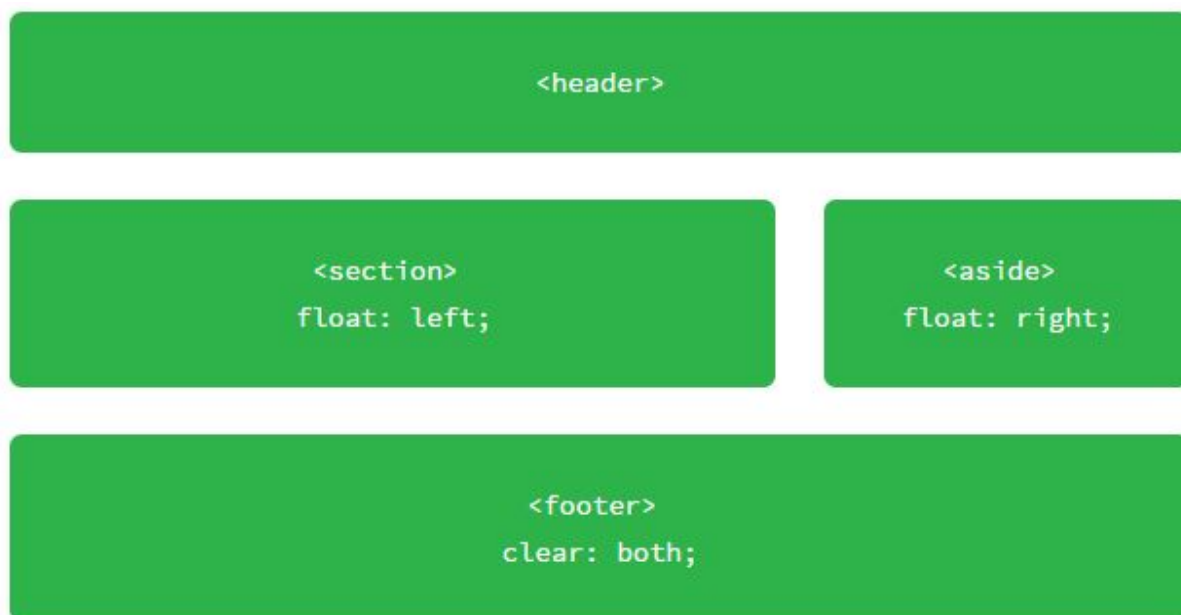 <header>
<section>
float: left;
<aside>
float: right;
<footer>
clear: both;